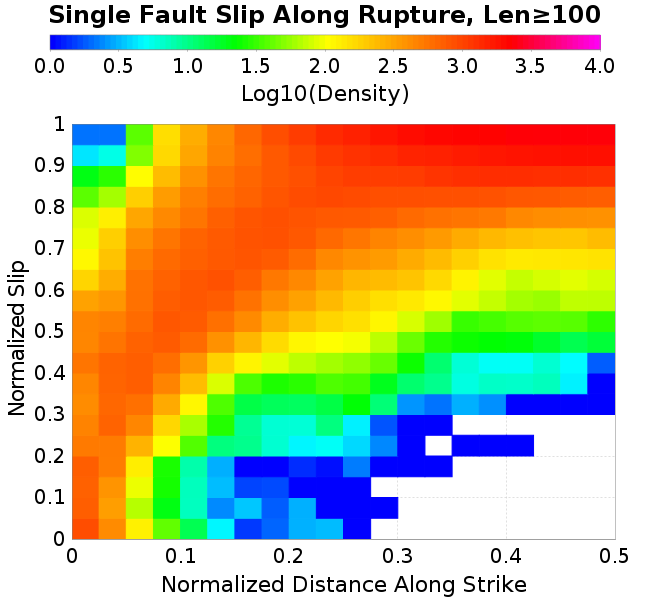 Single Fault Slip Along Rupture, Len≥100
0.0 0.5 1.0 1.5 2.0 2.5 3.0 3.5 4.0
Log10(Density)
1
0.9
0.8
0.7
0.6
0.5
0.4
0.3
0.2
0.1
0
Normalized Slip
0 0.1 0.2 0.3 0.4 0.5
Normalized Distance Along Strike